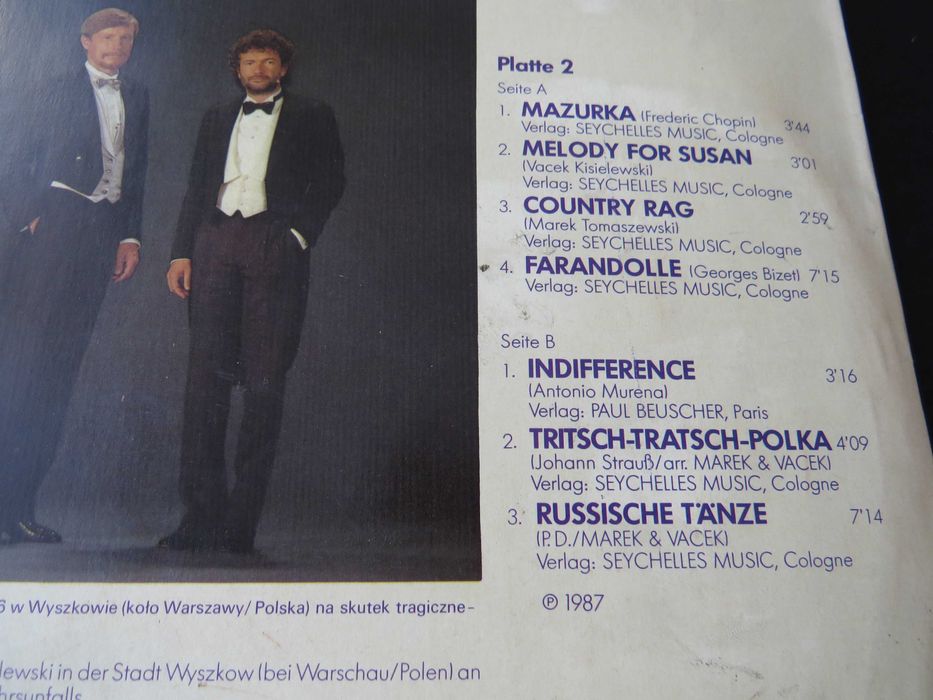 Platte 2
Seite A
1. MAZURKA (Frederic Chopin) 3'44
Verlag: SEYCHELLES MUSIC, Cologne
2. MELODY FOR SUSAN 3'01
(Vacek Kisielewski)
Verlag: SEYCHELLES MUSIC, Cologne
3. COUNTRY RAG 2'59
(Marek Tomaszewski)
Verlag: SEYCHELLES MUSIC, Cologne
4. FARANDOLLE (Georges Bizet) 7'15
Verlag: SEYCHELLES MUSIC, Cologne
Seite B
1. INDIFFERENCE 3'16
(Antonio Murena)
Verlag: PAUL BEUSCHER, Paris
2. TRITSCH-TRATSCH-POLKA 4'09
(Johann Strauß/arr. MAREK & VACEK)
Verlag: SEYCHELLES MUSIC, Cologne
3. RUSSISCHE TÄNZE 7'14
(P.D./MAREK & VACEK)
Verlag: SEYCHELLES MUSIC, Cologne
℗ 1987
6 w Wyszkowie (koło Warszawy/Polska) na skutek tragiczne-
lewski in der Stadt Wyszkow (bei Warschau/Polen) an